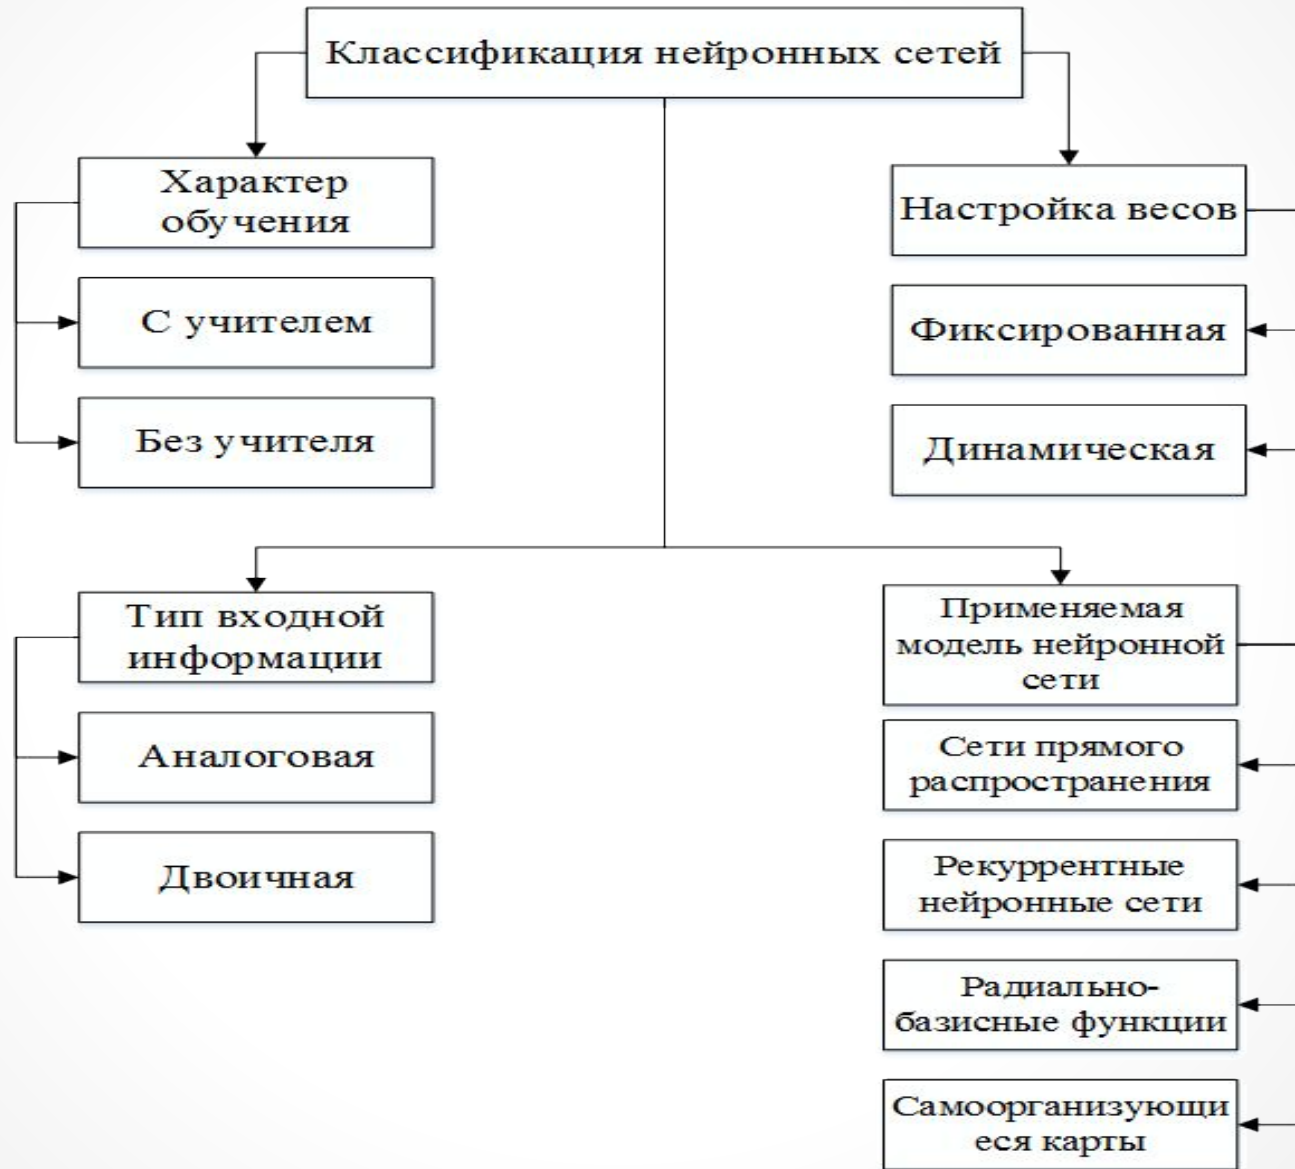 Классификация нейронных сетей
Характер
обучения
С учителем
Без учителя
Настройка весов
Фиксированная
Динамическая
Тип входной
информации
Аналоговая
Двоичная
Применяемая
модель нейронной
сети
Сети прямого
распространения
Рекуррентные
нейронные сети
Радиально-
базисные функции
Самоорганизующи
еся карты